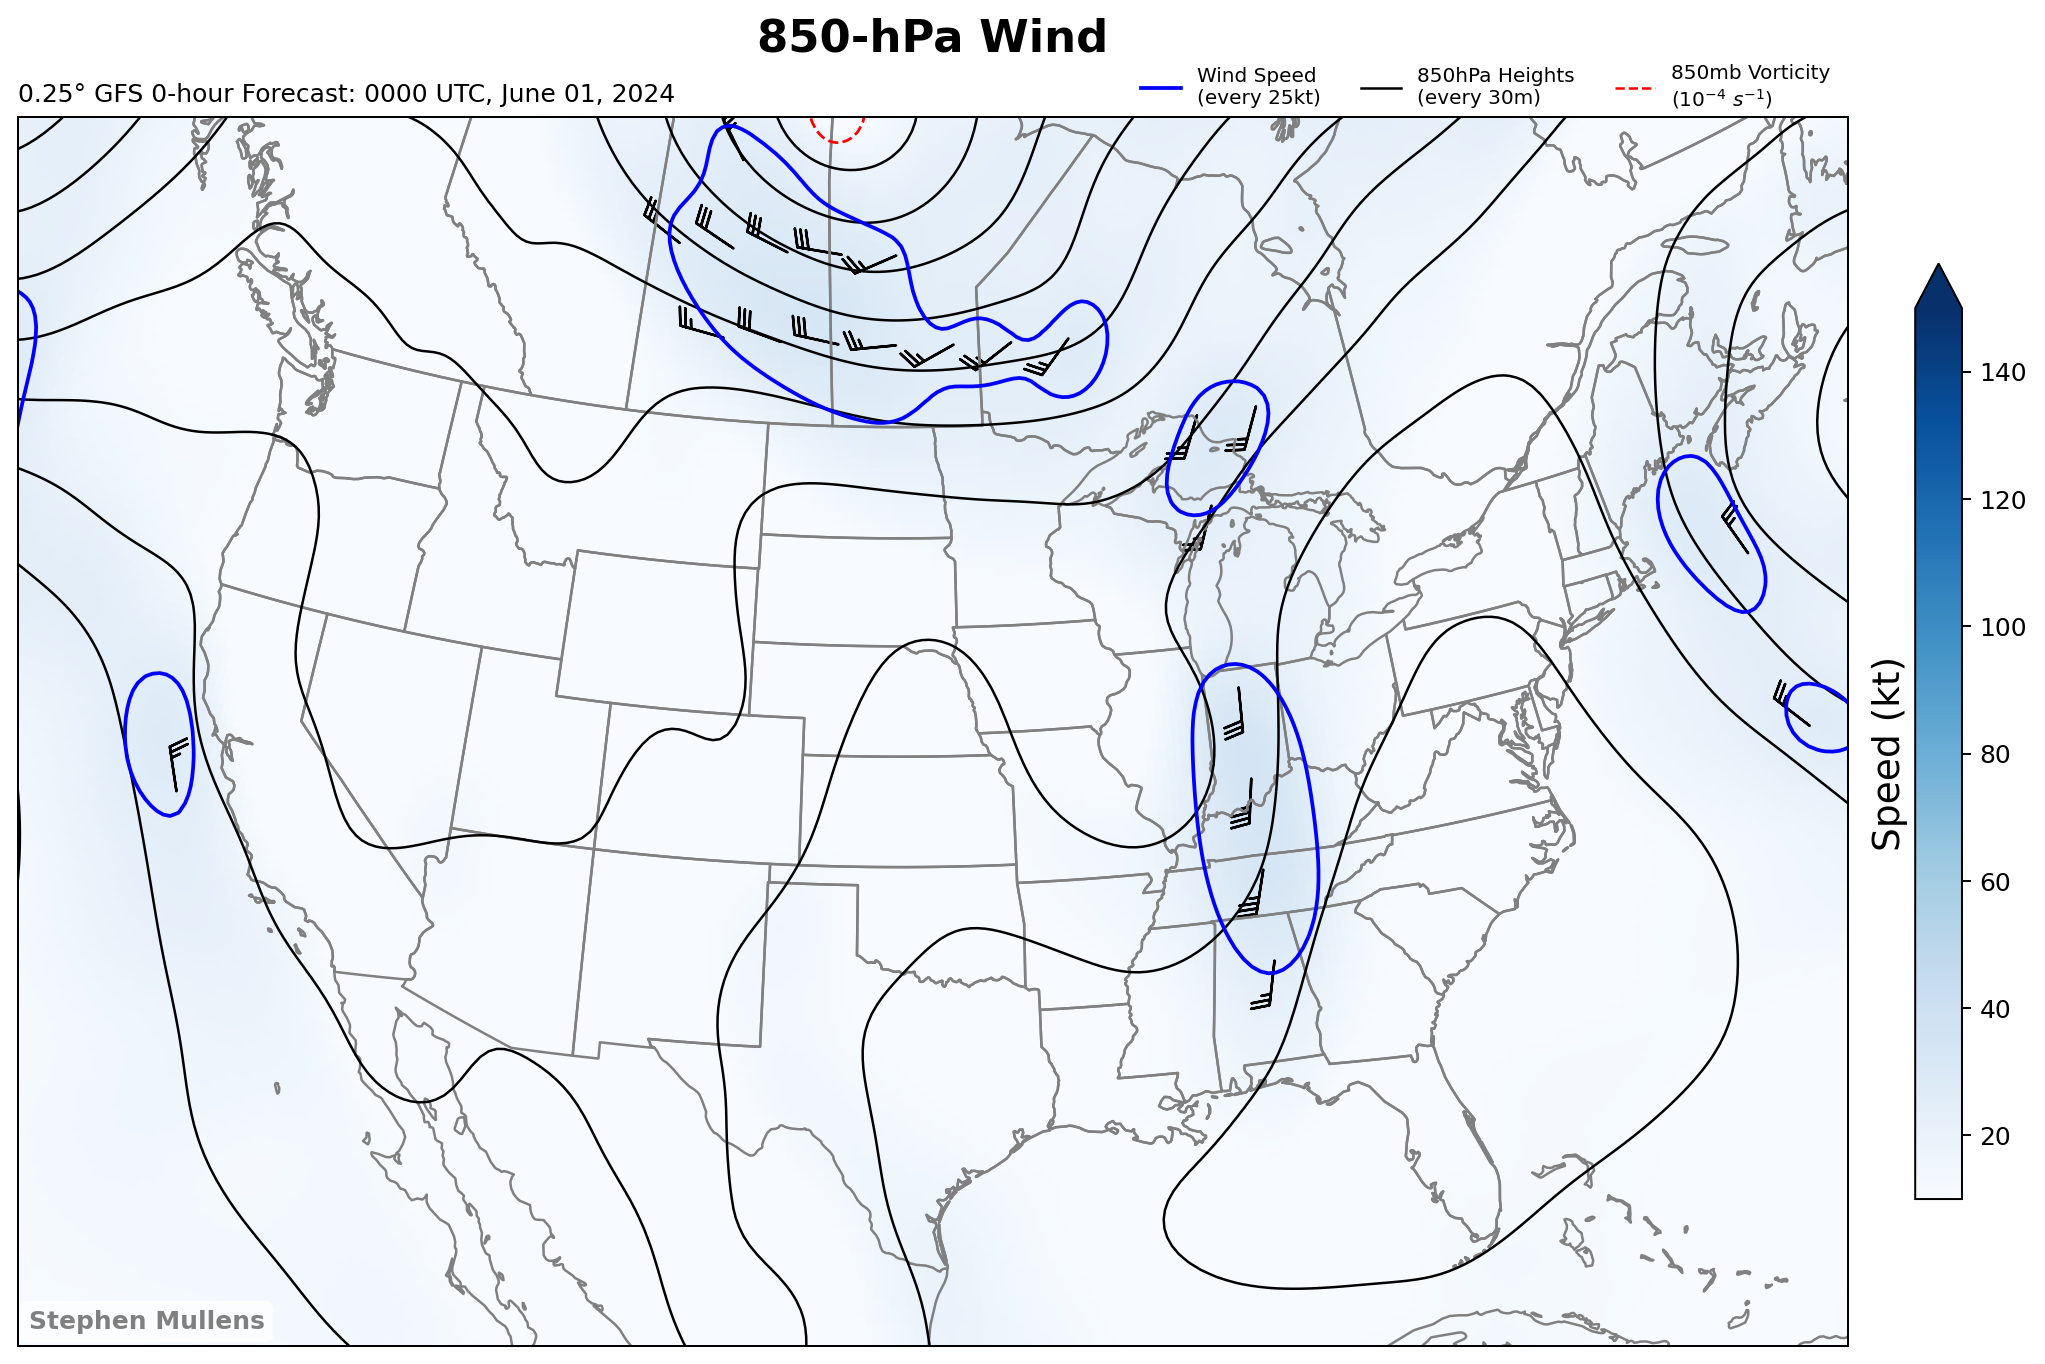 850-hPa Wind
0.25° GFS 0-hour Forecast: 0000 UTC, June 01, 2024
Wind Speed
(every 25kt)
850hPa Heights
(every 30m)
850mb Vorticity
(10⁻⁴ s⁻¹)
140
120
100
80
60
40
20
Speed (kt)
Stephen Mullens